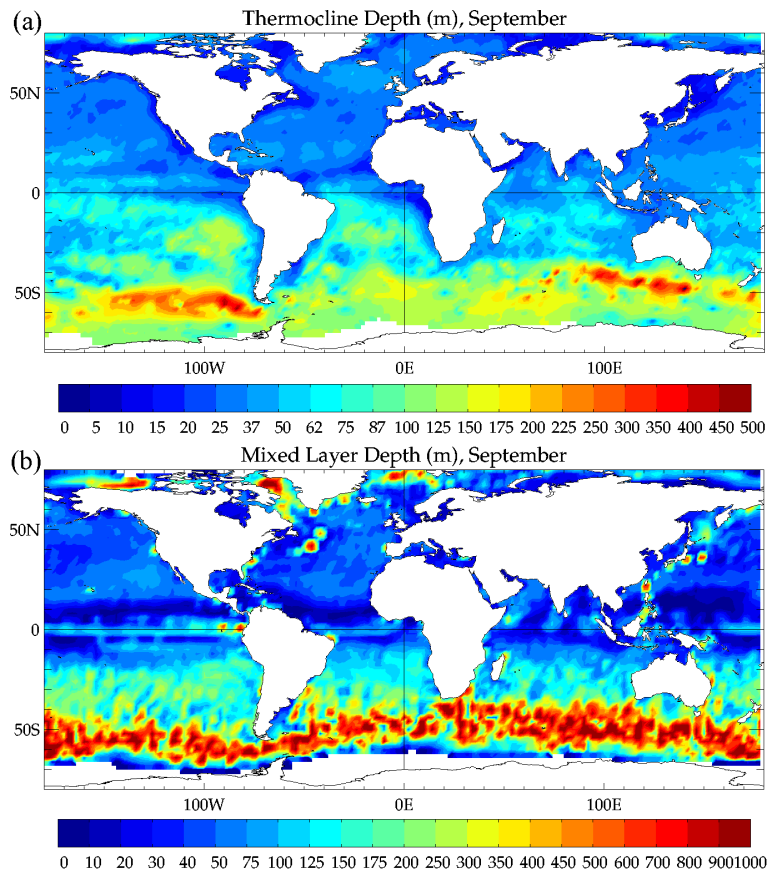 (a) Thermocline Depth (m), September
50N
0
50S
100W 0E 100E
0 5 10 15 20 25 37 50 62 75 87 100 125 150 175 200 225 250 300 350 400 450 500
(b) Mixed Layer Depth (m), September
50N
0
50S
100W 0E 100E
0 10 20 30 40 50 75 100 125 150 175 200 250 300 350 400 450 500 600 700 800 900 1000